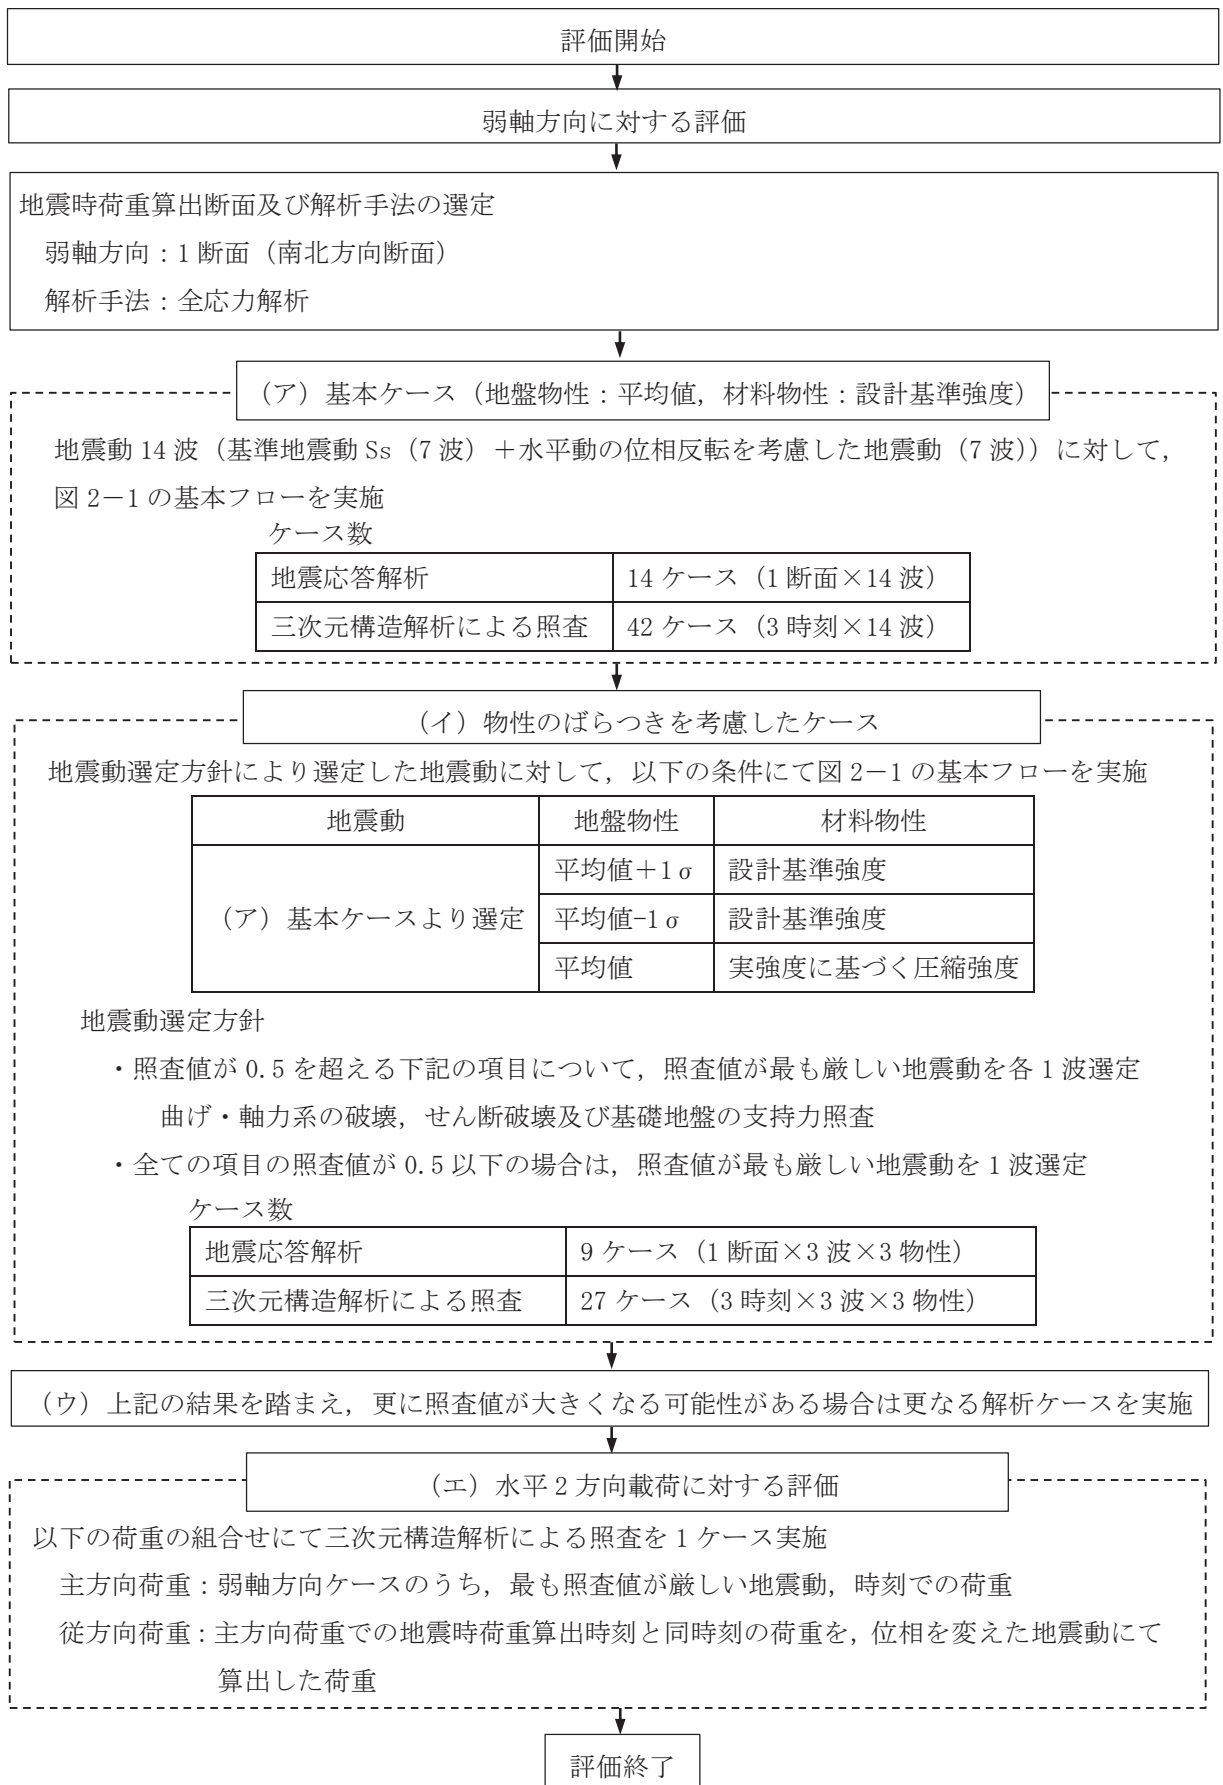 評価開始
弱軸方向に対する評価
地震時荷重算出断面及び解析手法の選定
弱軸方向：1断面（南北方向断面）
解析手法：全応力解析
（ア）基本ケース（地盤物性：平均値，材料物性：設計基準強度）
地震動14波（基準地震動Ss（7波）＋水平動の位相反転を考慮した地震動（7波））に対して，
図2－1の基本フローを実施
ケース数
地震応答解析 14ケース（1断面×14波）
三次元構造解析による照査 42ケース（3時刻×14波）
（イ）物性のばらつきを考慮したケース
地震動選定方針により選定した地震動に対して，以下の条件にて図2－1の基本フローを実施
地震動 地盤物性 材料物性
平均値＋1σ 設計基準強度
（ア）基本ケースより選定 平均値-1σ 設計基準強度
平均値 実強度に基づく圧縮強度
地震動選定方針
・照査値が0.5を超える下記の項目について，照査値が最も厳しい地震動を各1波選定
曲げ・軸力系の破壊，せん断破壊及び基礎地盤の支持力照査
・全ての項目の照査値が0.5以下の場合は，照査値が最も厳しい地震動を1波選定
ケース数
地震応答解析 9ケース（1断面×3波×3物性）
三次元構造解析による照査 27ケース（3時刻×3波×3物性）
（ウ）上記の結果を踏まえ，更に照査値が大きくなる可能性がある場合は更なる解析ケースを実施
（エ）水平2方向載荷に対する評価
以下の荷重の組合せにて三次元構造解析による照査を1ケース実施
主方向荷重：弱軸方向ケースのうち，最も照査値が厳しい地震動，時刻での荷重
従方向荷重：主方向荷重での地震時荷重算出時刻と同時刻の荷重を，位相を変えた地震動にて
算出した荷重
評価終了